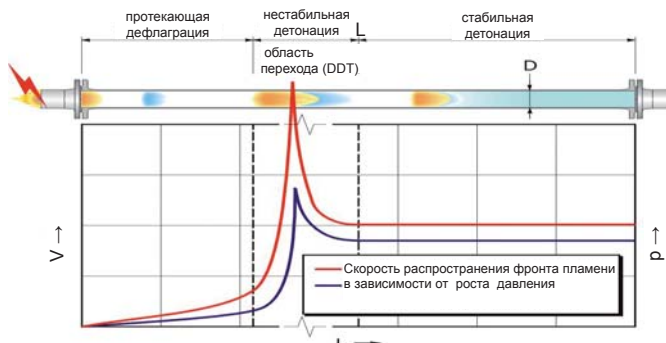 протекающая
дефлаграция
нестабильная
детонация
L
стабильная
детонация
область
перехода (DDT)
D
V →
p →
Скорость распространения фронта пламени
в зависимости от роста давления